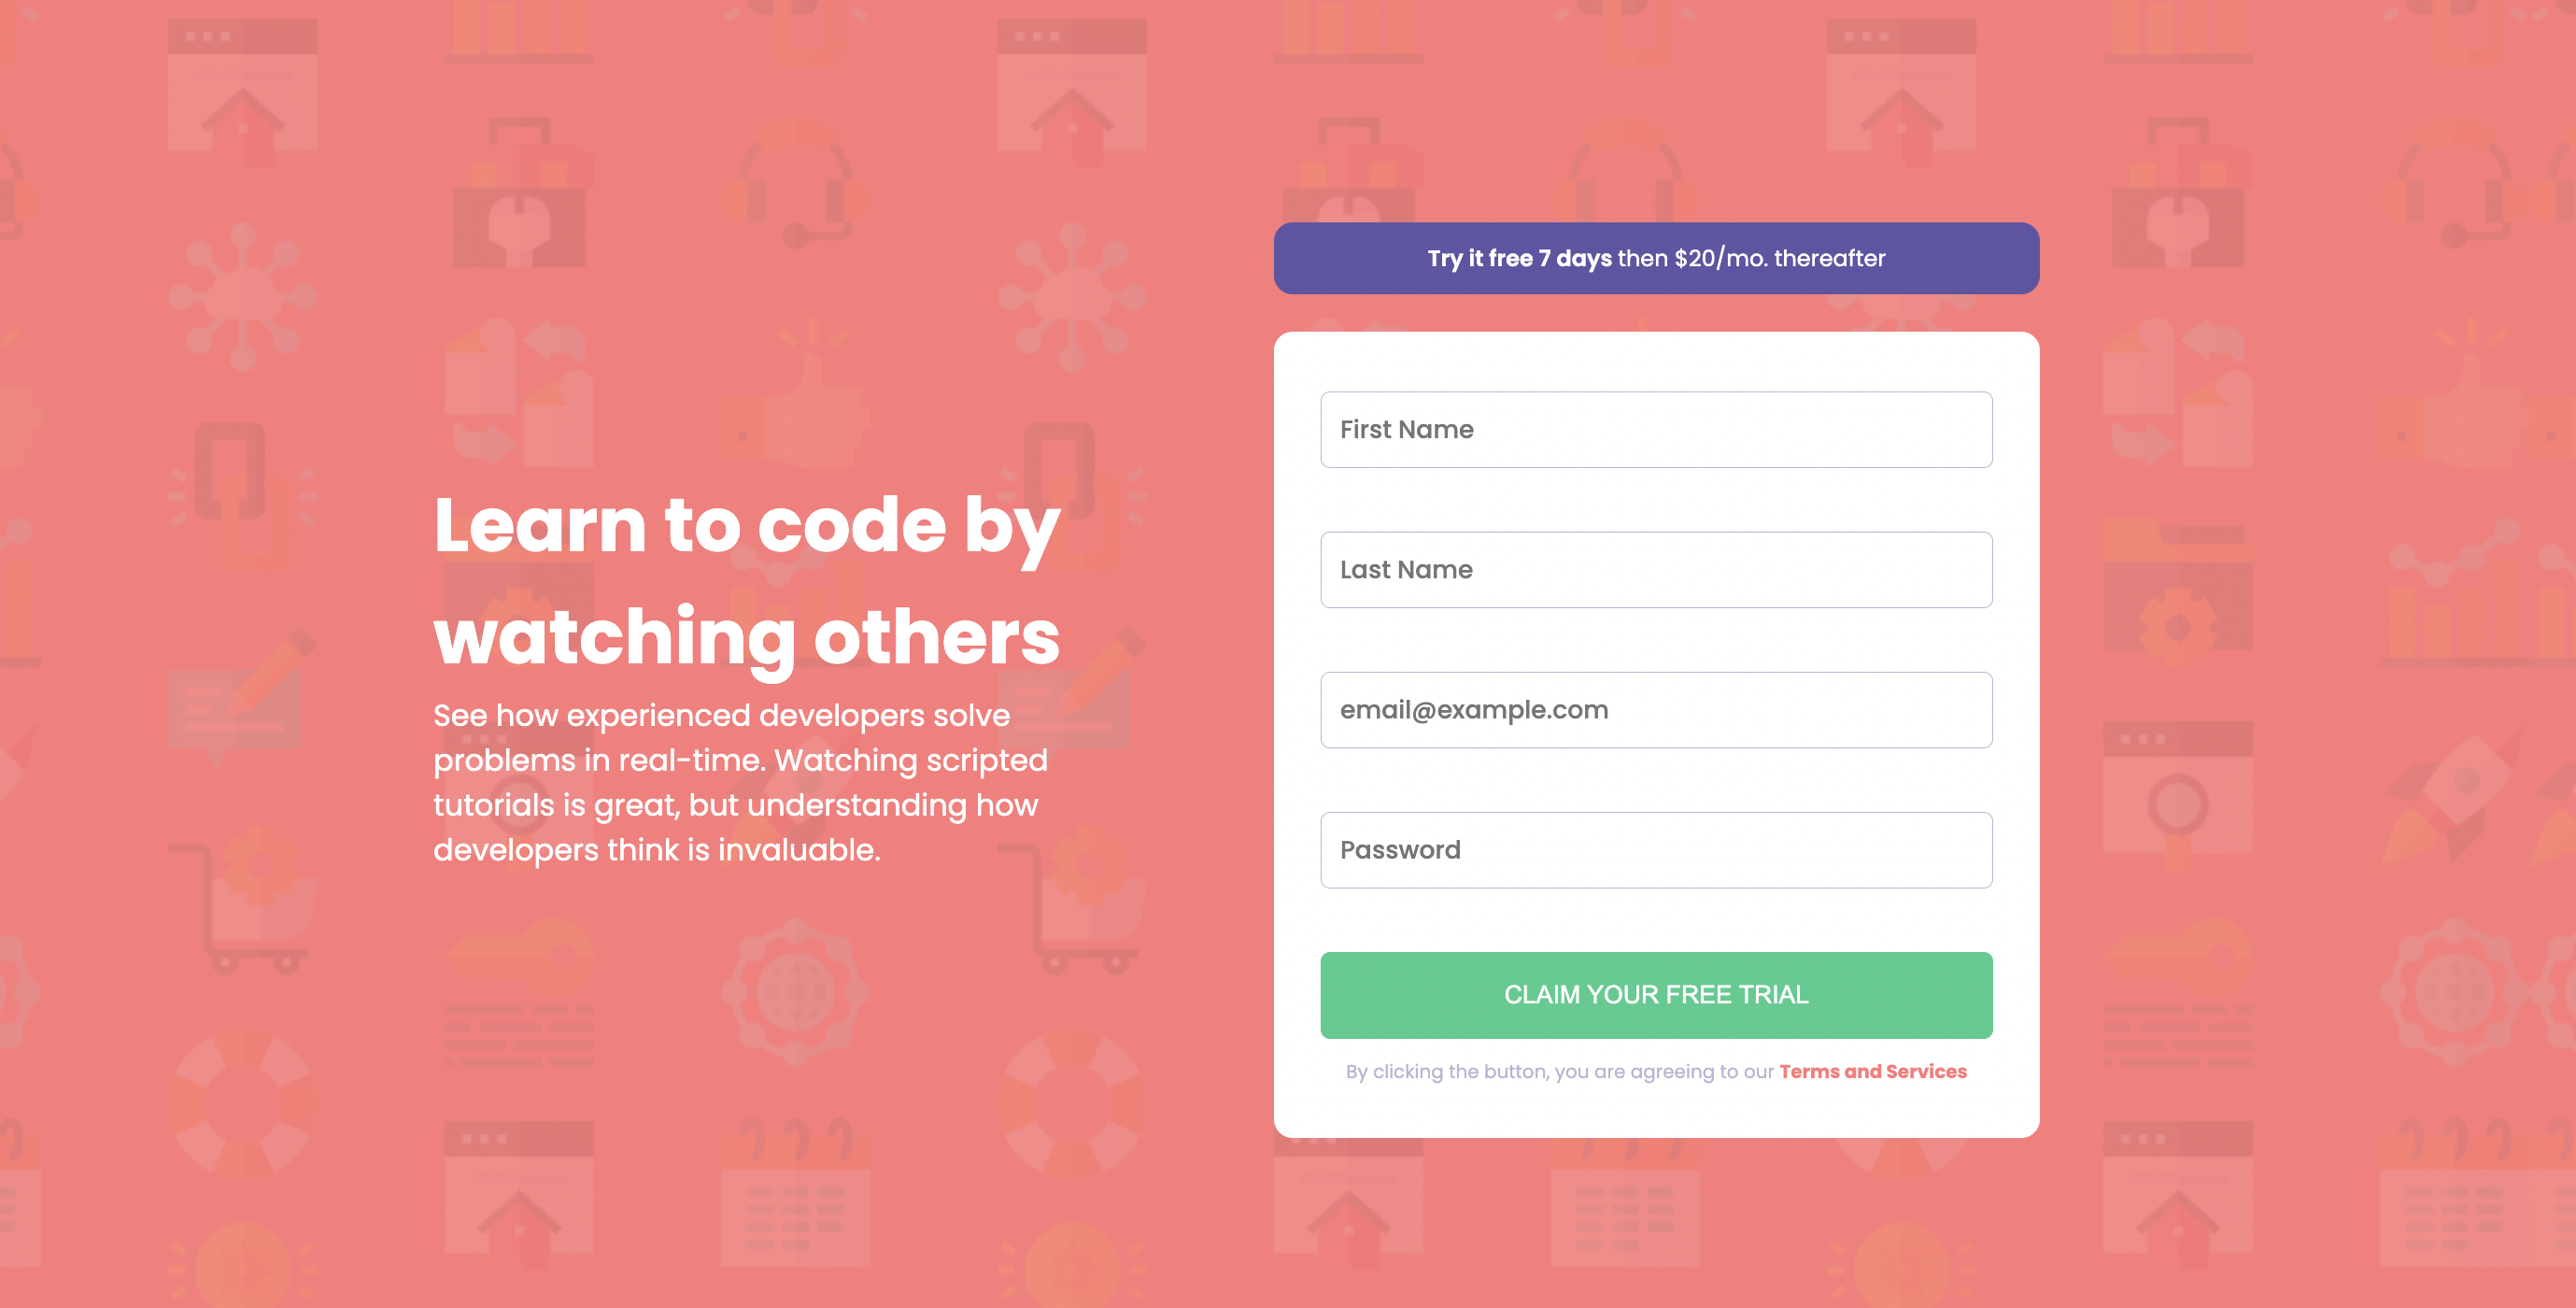 Learn to code by
watching others
See how experienced developers solve
problems in real-time. Watching scripted
tutorials is great, but understanding how
developers think is invaluable.
Try it free 7 days then $20/mo. thereafter
First Name
Last Name
email@example.com
Password
CLAIM YOUR FREE TRIAL
By clicking the button, you are agreeing to our Terms and Services